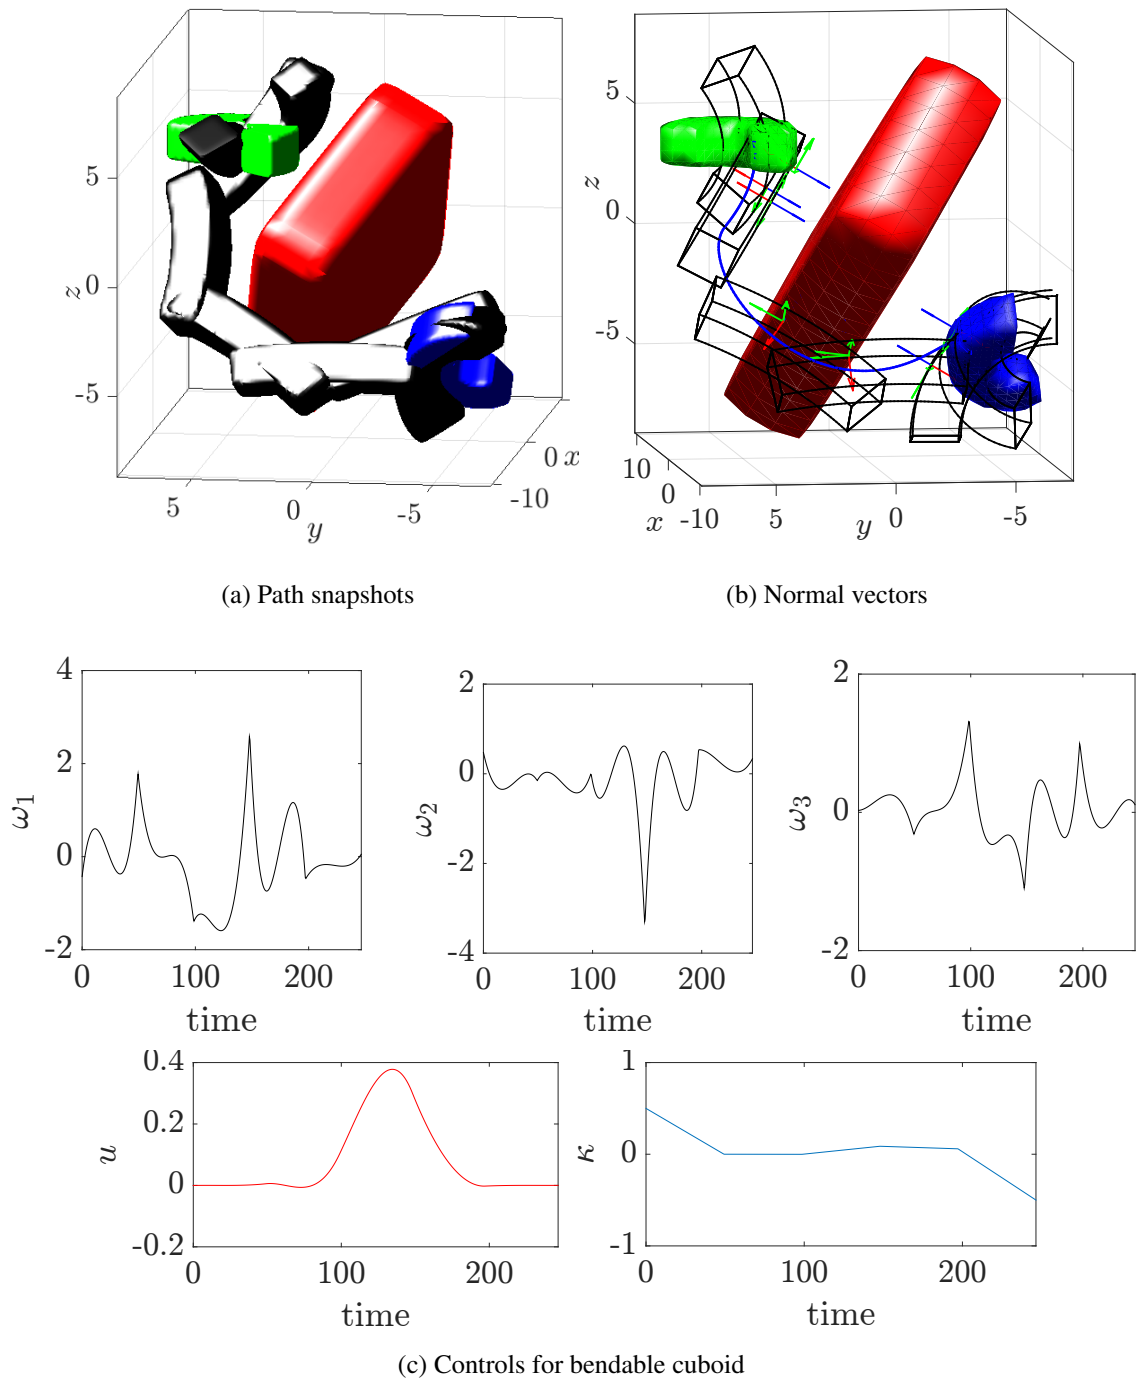 5
0
-5
z
5
0
-5
y
-10
0
x
5
0
-5
z
10
0
-10
x
5
0
-5
y
(a) Path snapshots
(b) Normal vectors
4
2
0
-2
ω1
0
100
200
time
2
0
-2
-4
ω2
0
100
200
time
2
0
-2
ω3
0
100
200
time
0.4
0.2
0
-0.2
u
0
100
200
time
1
0
-1
κ
0
100
200
time
(c) Controls for bendable cuboid